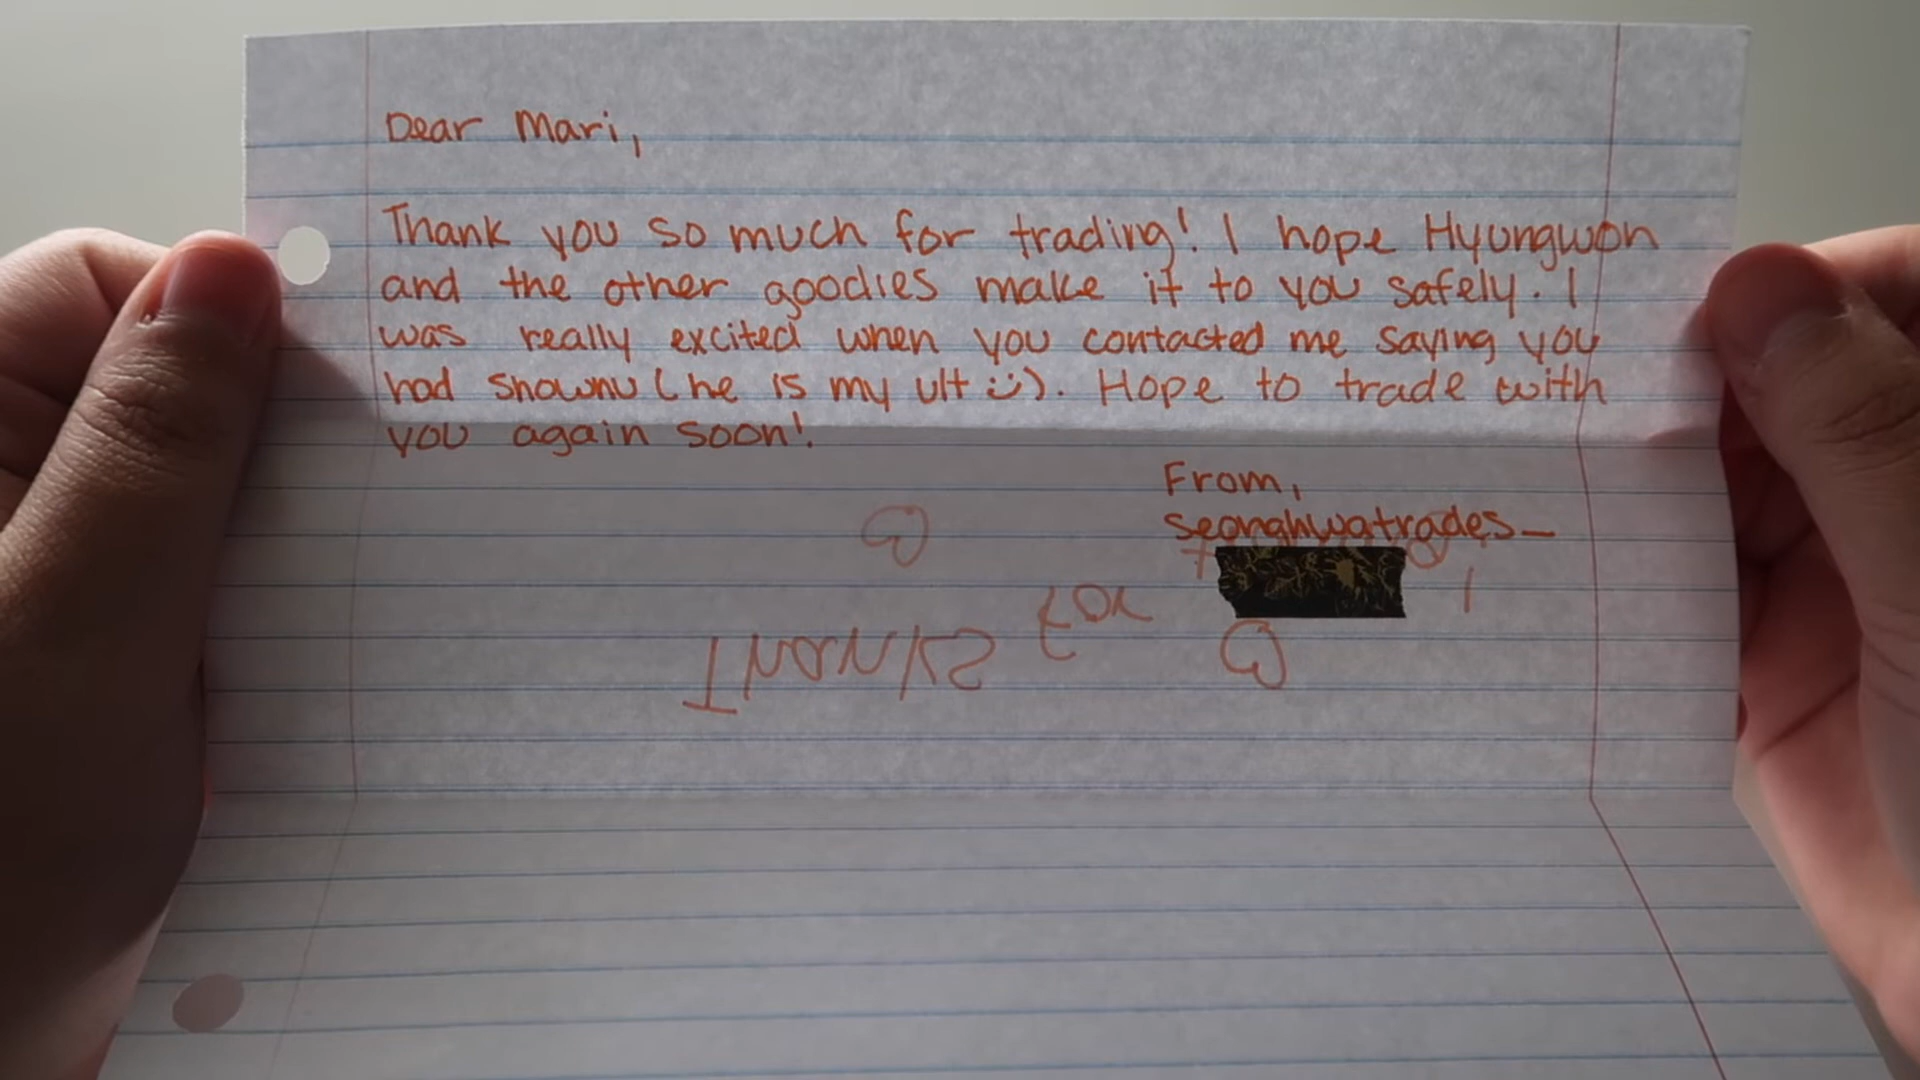 Dear Mari,
Thank you so much for trading! I hope Hyungwon
and the other goodies make it to you safely. I
was really excited when you contacted me saying you
had Shownu (he is my ult :)). Hope to trade with
you again soon!
From,
seonghwatrades_